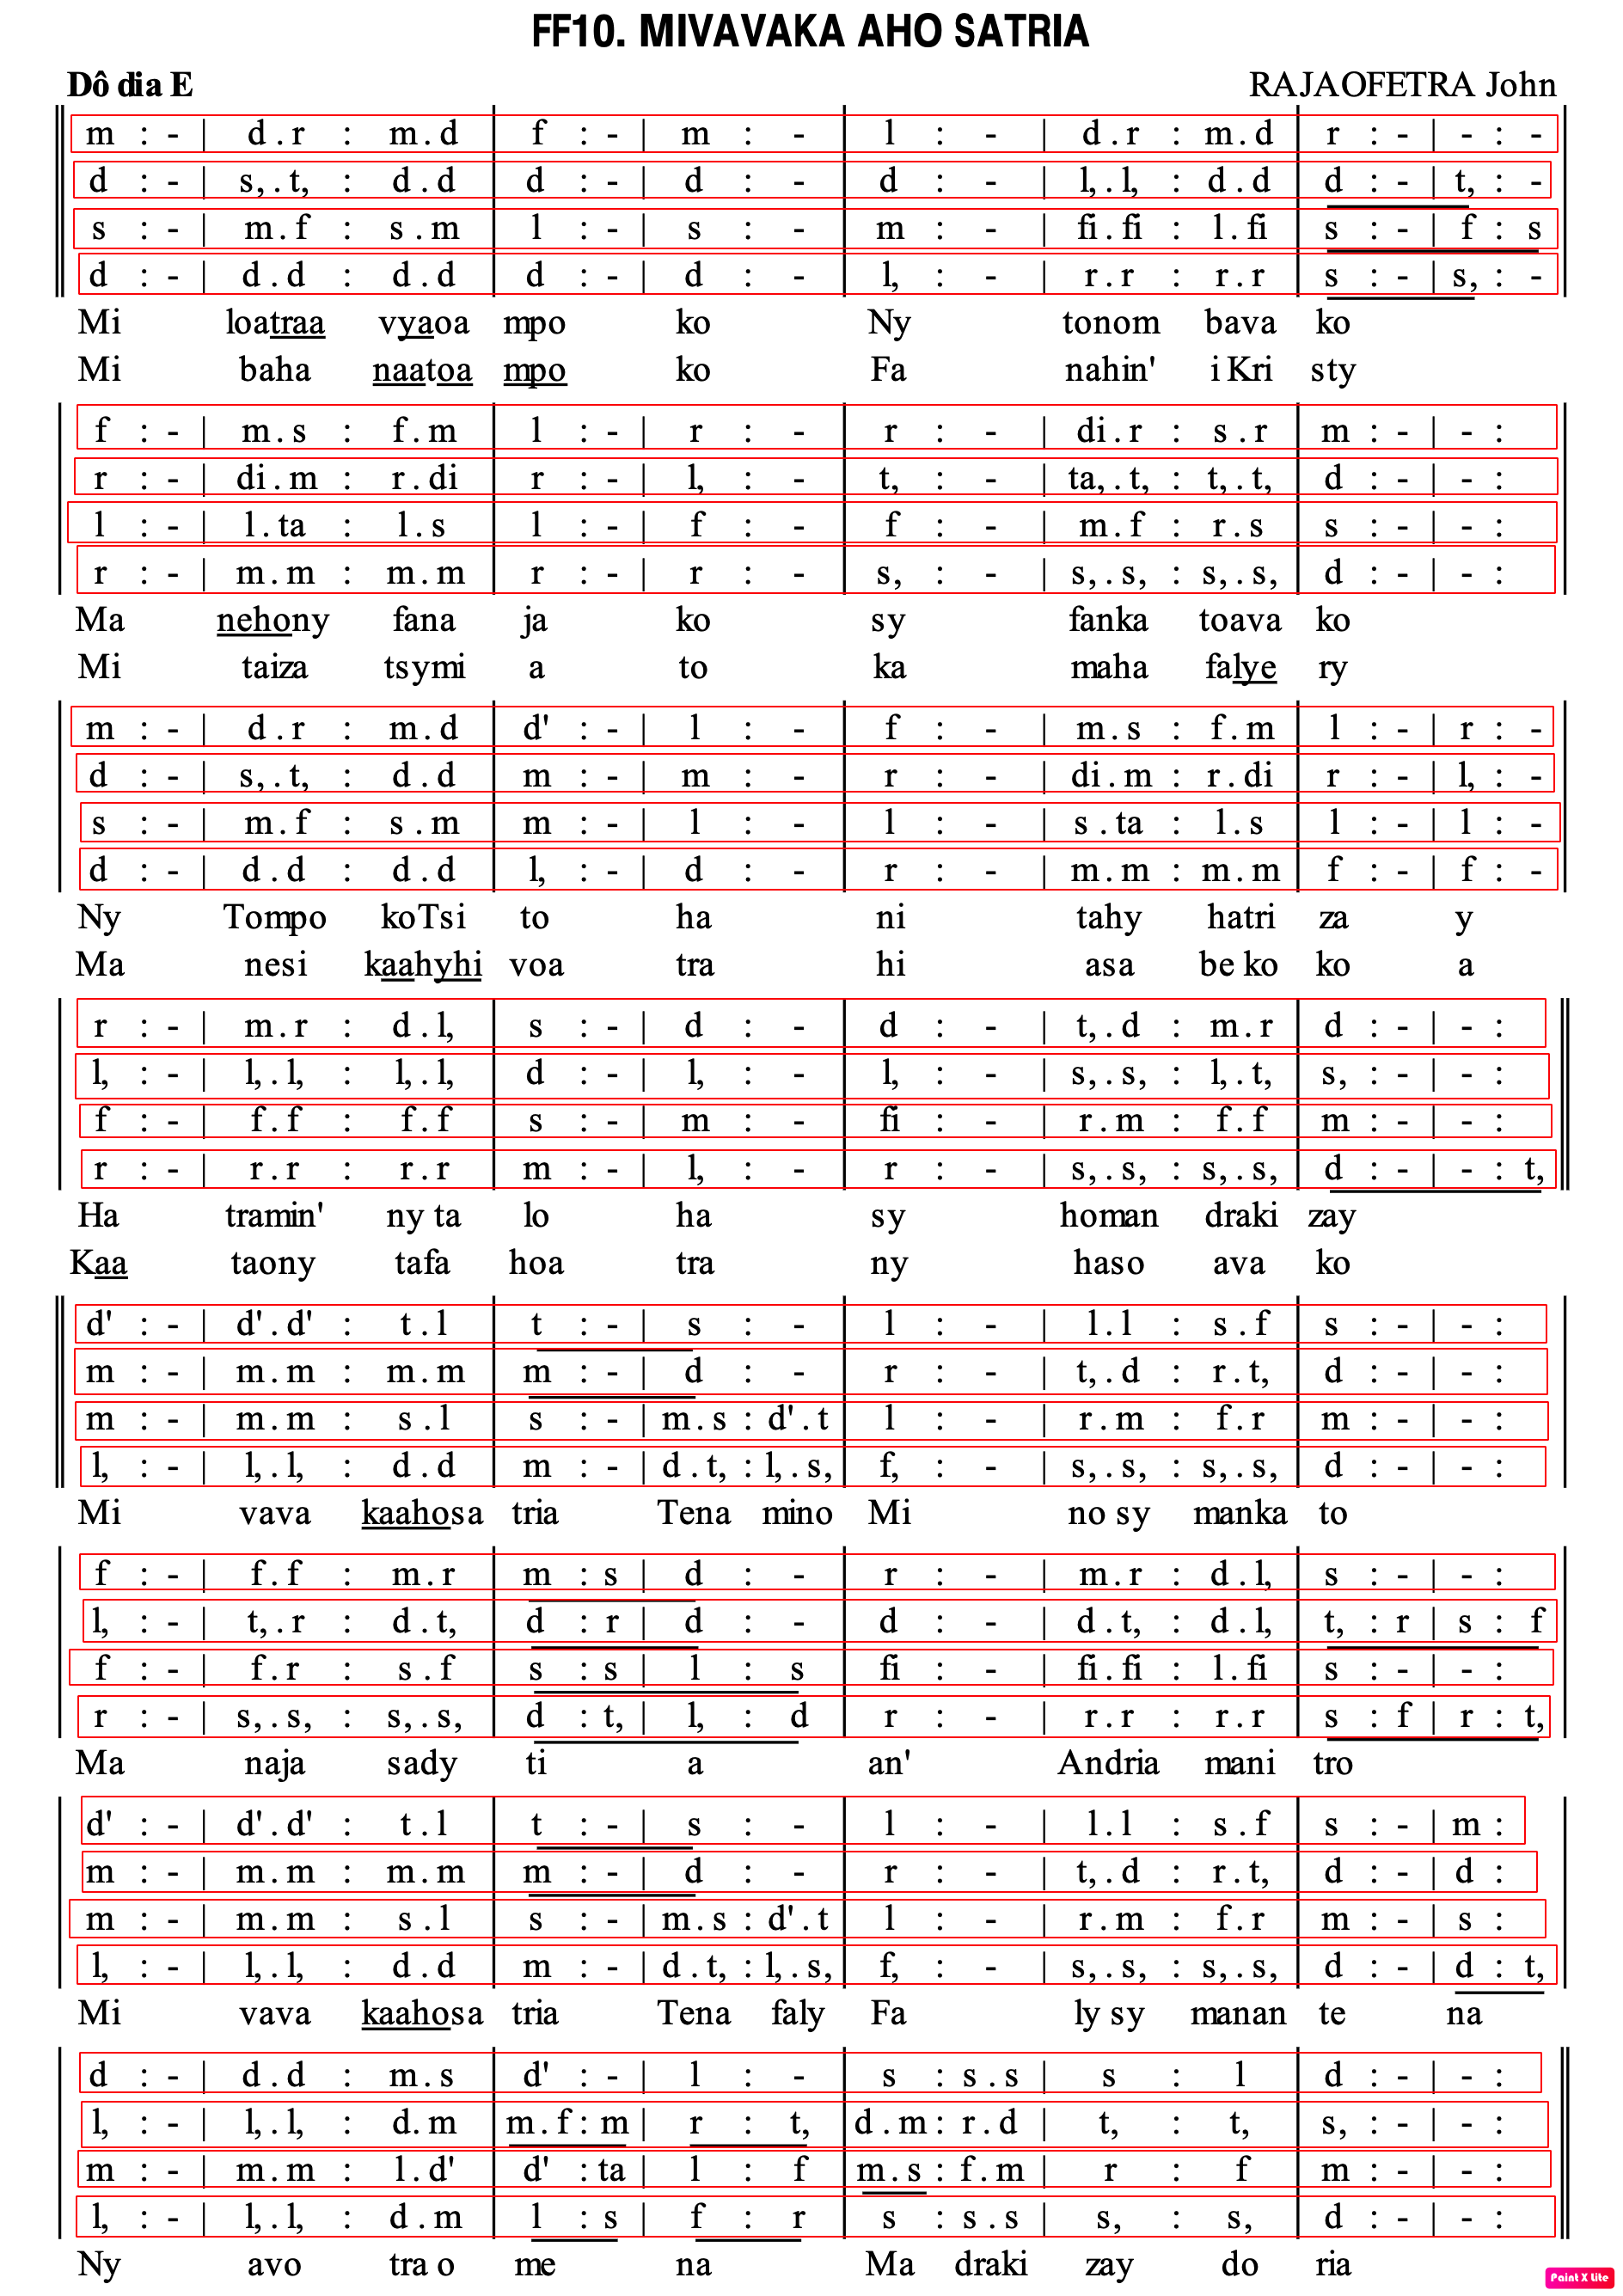 FF10. MIVAVAKA AHO SATRIA
Dô dia E RAJAOFETRA John
m : - | d . r : m . d | f : - | m : - | l : - | d . r : m . d | r : - | - : -
d : - | s, . t, : d . d | d : - | d : - | d : - | l, . l, : d . d | d : - | t, : -
s : - | m . f : s . m | l : - | s : - | m : - | fi . fi : l . fi | s : - | f : s
d : - | d . d : d . d | d : - | d : - | l, : - | r . r : r . r | s : - | s, : -
Mi loatraa vyaoa mpo ko Ny tonom bava ko
Mi baha naatoa mpo ko Fa nahin' i Kri sty
f : - | m . s : f . m | l : - | r : - | r : - | di . r : s . r | m : - | - :
r : - | di . m : r . di | r : - | l, : - | t, : - | ta, . t, : t, . t, | d : - | - :
l : - | l . ta : l . s | l : - | f : - | f : - | m . f : r . s | s : - | - :
r : - | m . m : m . m | r : - | r : - | s, : - | s, . s, : s, . s, | d : - | - :
Ma nehony fana ja ko sy fanka toava ko
Mi taiza tsymi a to ka maha falye ry
m : - | d . r : m . d | d' : - | l : - | f : - | m . s : f . m | l : - | r : -
d : - | s, . t, : d . d | m : - | m : - | r : - | di . m : r . di | r : - | l, : -
s : - | m . f : s . m | m : - | l : - | l : - | s . ta : l . s | l : - | l : -
d : - | d . d : d . d | l, : - | d : - | r : - | m . m : m . m | f : - | f : -
Ny Tompo koTsi to ha ni tahy hatri za y
Ma nesi kaahyhi voa tra hi asa be ko ko a
r : - | m . r : d . l, | s : - | d : - | d : - | t, . d : m . r | d : - | - :
l, : - | l, . l, : l, . l, | d : - | l, : - | l, : - | s, . s, : l, . t, | s, : - | - :
f : - | f . f : f . f | s : - | m : - | fi : - | r . m : f . f | m : - | - :
r : - | r . r : r . r | m : - | l, : - | r : - | s, . s, : s, . s, | d : - | - : t,
Ha tramin' ny ta lo ha sy homan draki zay
Kaa taony tafa hoa tra ny haso ava ko
d' : - | d' . d' : t . l | t : - | s : - | l : - | l . l : s . f | s : - | - :
m : - | m . m : m . m | m : - | d : - | r : - | t, . d : r . t, | d : - | - :
m : - | m . m : s . l | s : - | m . s : d' . t | l : - | r . m : f . r | m : - | - :
l, : - | l, . l, : d . d | m : - | d . t, : l, . s, | f, : - | s, . s, : s, . s, | d : - | - :
Mi vava kaahosa tria Tena mino Mi no sy manka to
f : - | f . f : m . r | m : s | d : - | r : - | m . r : d . l, | s : - | - :
l, : - | t, . r : d . t, | d : r | d : - | d : - | d . t, : d . l, | t, : r | s : f
f : - | f . r : s . f | s : s | l : s | fi : - | fi . fi : l . fi | s : - | - :
r : - | s, . s, : s, . s, | d : t, | l, : d | r : - | r . r : r . r | s : f | r : t,
Ma naja sady ti a an' Andria mani tro
d' : - | d' . d' : t . l | t : - | s : - | l : - | l . l : s . f | s : - | m :
m : - | m . m : m . m | m : - | d : - | r : - | t, . d : r . t, | d : - | d :
m : - | m . m : s . l | s : - | m . s : d' . t | l : - | r . m : f . r | m : - | s :
l, : - | l, . l, : d . d | m : - | d . t, : l, . s, | f, : - | s, . s, : s, . s, | d : - | d : t,
Mi vava kaahosa tria Tena faly Fa ly sy manan te na
d : - | d . d : m . s | d' : - | l : - | s : s . s | s : l | d : - | - :
l, : - | l, . l, : d . m | m . f : m | r : t, | d . m : r . d | t, : t, | s, : - | - :
m : - | m . m : l . d' | d' : ta | l : f | m . s : f . m | r : f | m : - | - :
l, : - | l, . l, : d . m | l : s | f : r | s : s . s | s, : s, | d : - | - :
Ny avo tra o me na Ma draki zay do ria
Paint X Lite